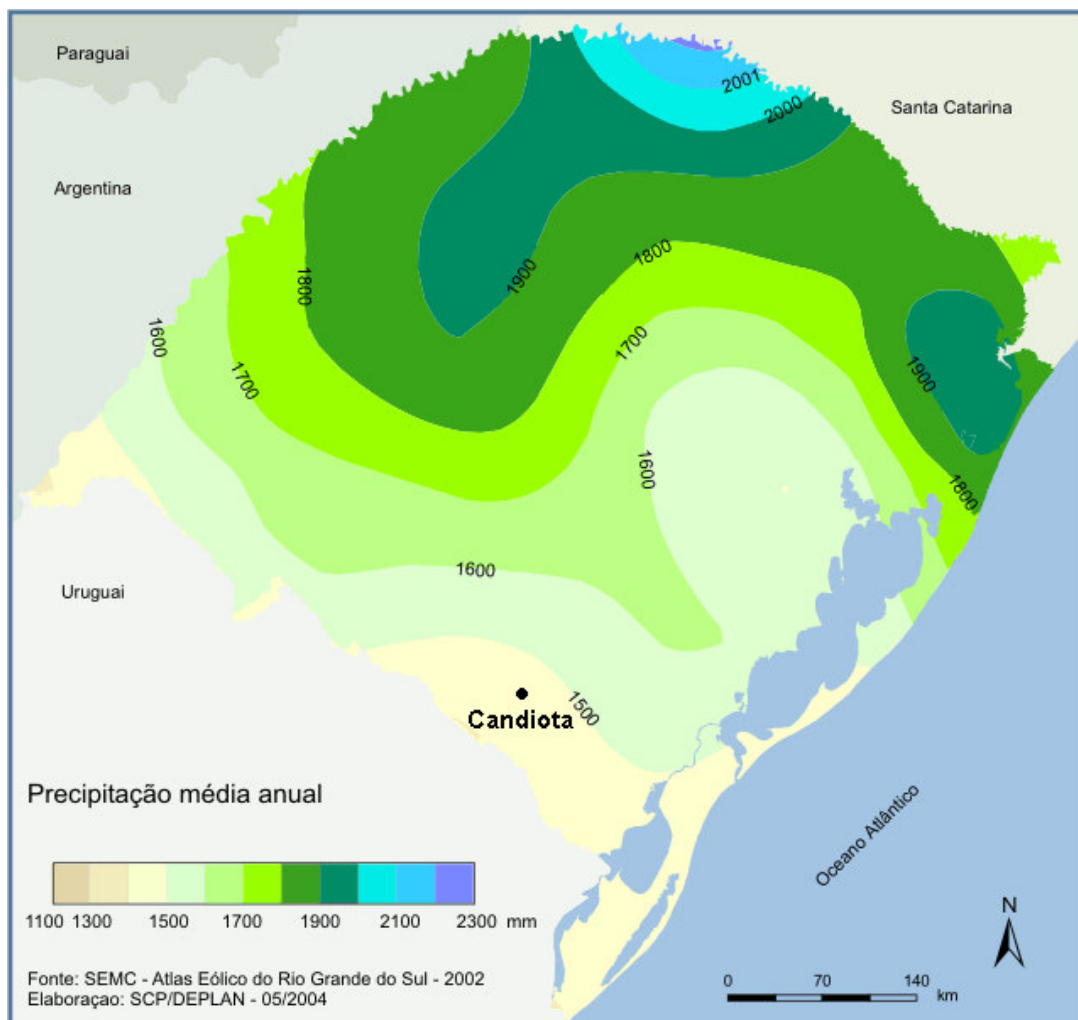 Paraguai
2001
2000
Santa Catarina
Argentina
1800
1900
1800
1600
1700
1700
1900
1600
1800
1600
Uruguai
1500
Candiota
Precipitação média anual
1100 1300 1500 1700 1900 2100 2300 mm
Oceano Atlântico
N
Fonte: SEMC - Atlas Eólico do Rio Grande do Sul - 2002
Elaboraçao: SCP/DEPLAN - 05/2004
0 70 140
km